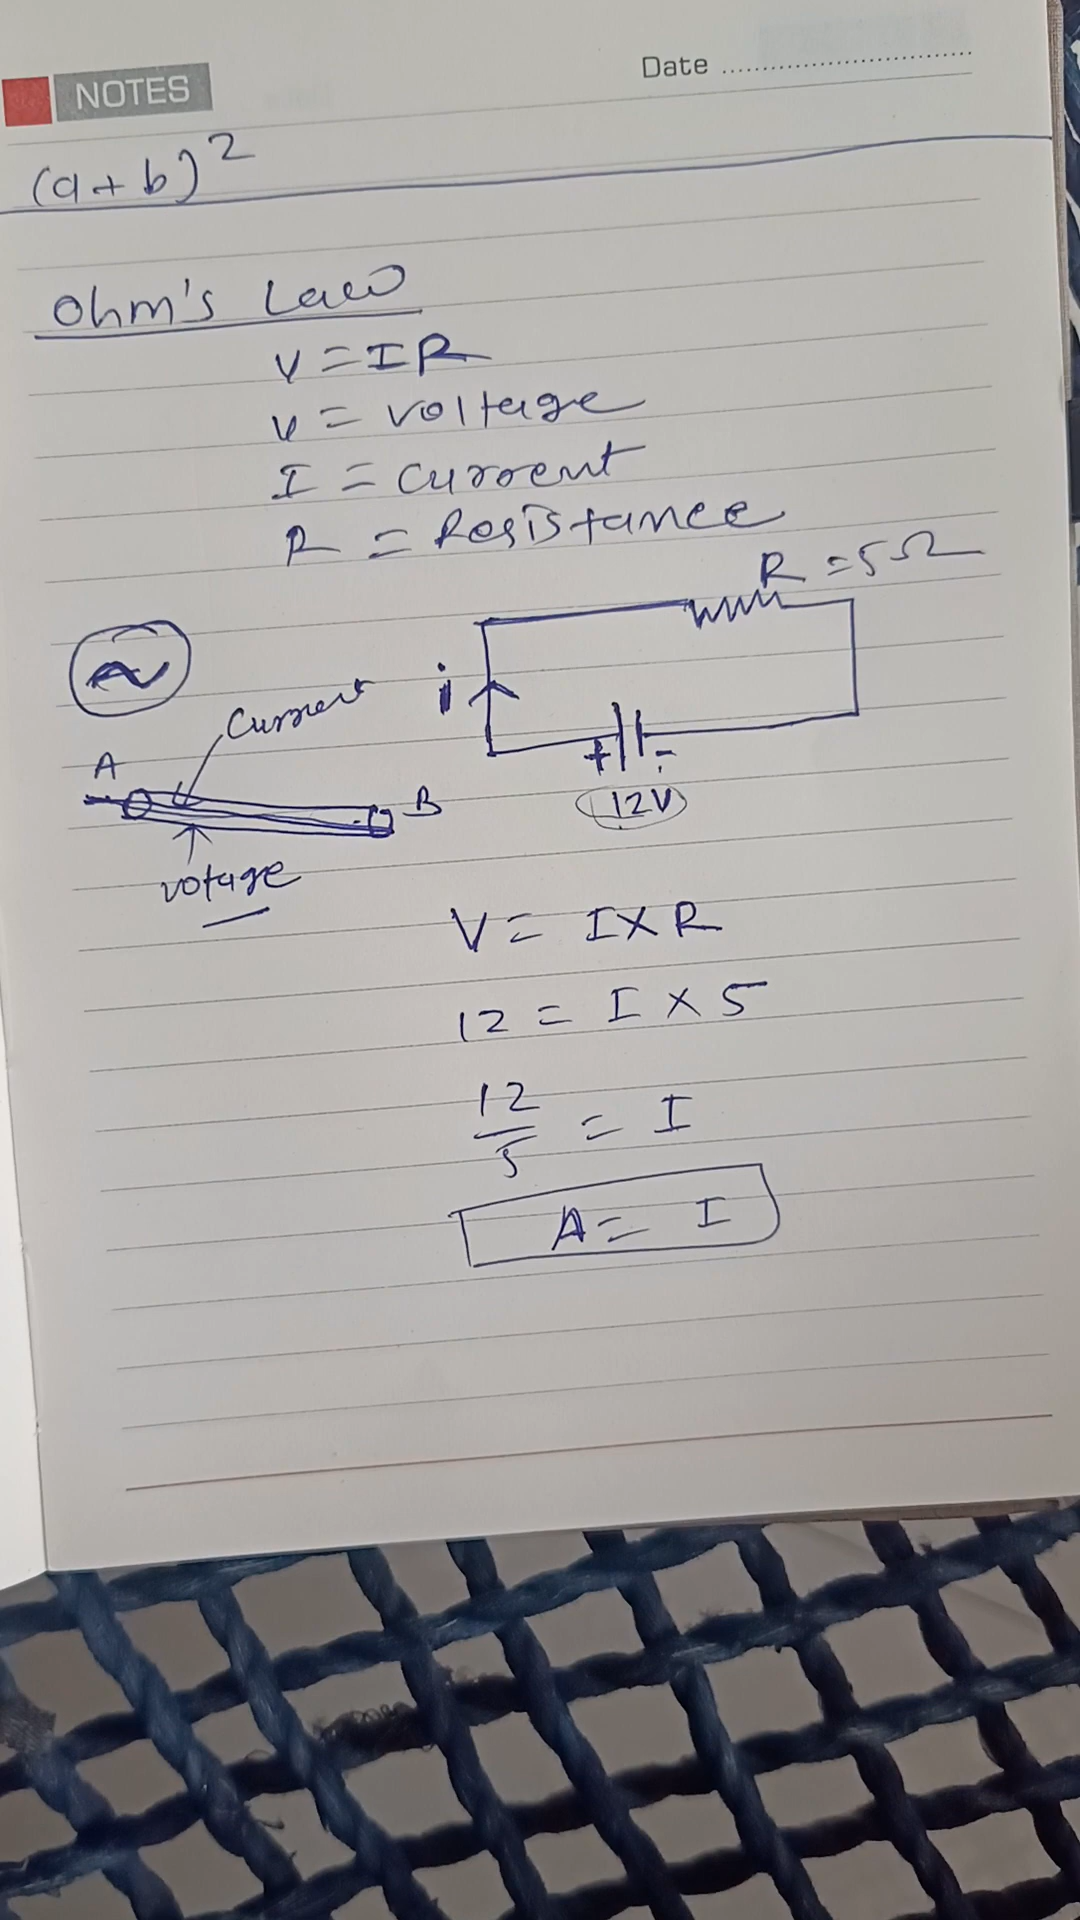 NOTES
Date
(a+b)²
Ohm's Law
V = IR
V = voltage
I = Current
R = Resistance
R = 5Ω
~
i
Current
A
B
+ -
12V
votage
V = I X R
12 = I X 5
12/5 = I
A = I